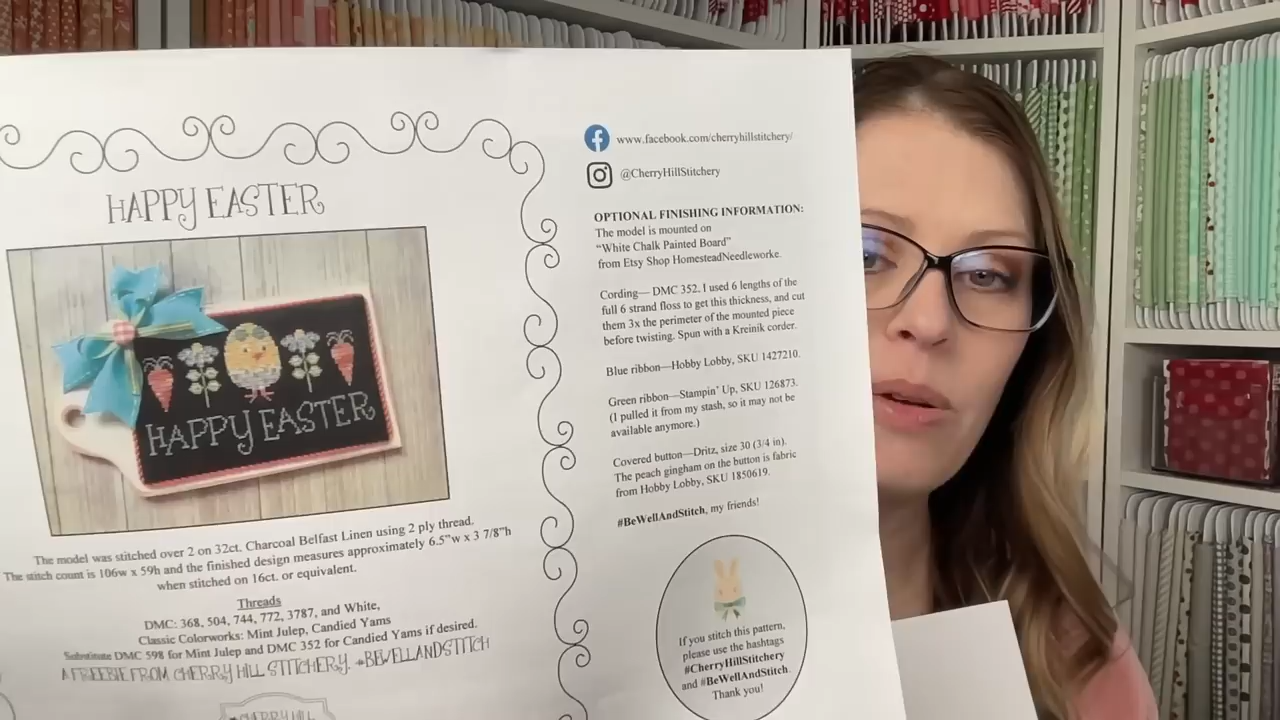 HAPPY EASTER
HAPPY EASTER
The model was stitched over 2 on 32ct. Charcoal Belfast Linen using 2 ply thread.
The stitch count is 106w x 59h and the finished design measures approximately 6.5"w x 3 7/8"h
when stitched on 16ct. or equivalent.
Threads
DMC: 368, 504, 744, 772, 3787, and White,
Classic Colorworks: Mint Julep, Candied Yams
Substitute DMC 598 for Mint Julep and DMC 352 for Candied Yams if desired.
A FREEBIE FROM CHERRY HILL STITCHERY. #BEWELLANDSTITCH
CHERRY HILL
www.facebook.com/cherryhillstitchery/
@CherryHillStitchery
OPTIONAL FINISHING INFORMATION:
The model is mounted on
“White Chalk Painted Board”
from Etsy Shop HomesteadNeedleworke.
Cording— DMC 352. I used 6 lengths of the
full 6 strand floss to get this thickness, and cut
them 3x the perimeter of the mounted piece
before twisting. Spun with a Kreinik corder.
Blue ribbon—Hobby Lobby, SKU 1427210.
Green ribbon—Stampin’ Up, SKU 126873.
(I pulled it from my stash, so it may not be
available anymore.)
Covered button—Dritz, size 30 (3/4 in).
The peach gingham on the button is fabric
from Hobby Lobby, SKU 1850619.
#BeWellAndStitch, my friends!
If you stitch this pattern,
please use the hashtags
#CherryHillStitchery
and #BeWellAndStitch.
Thank you!